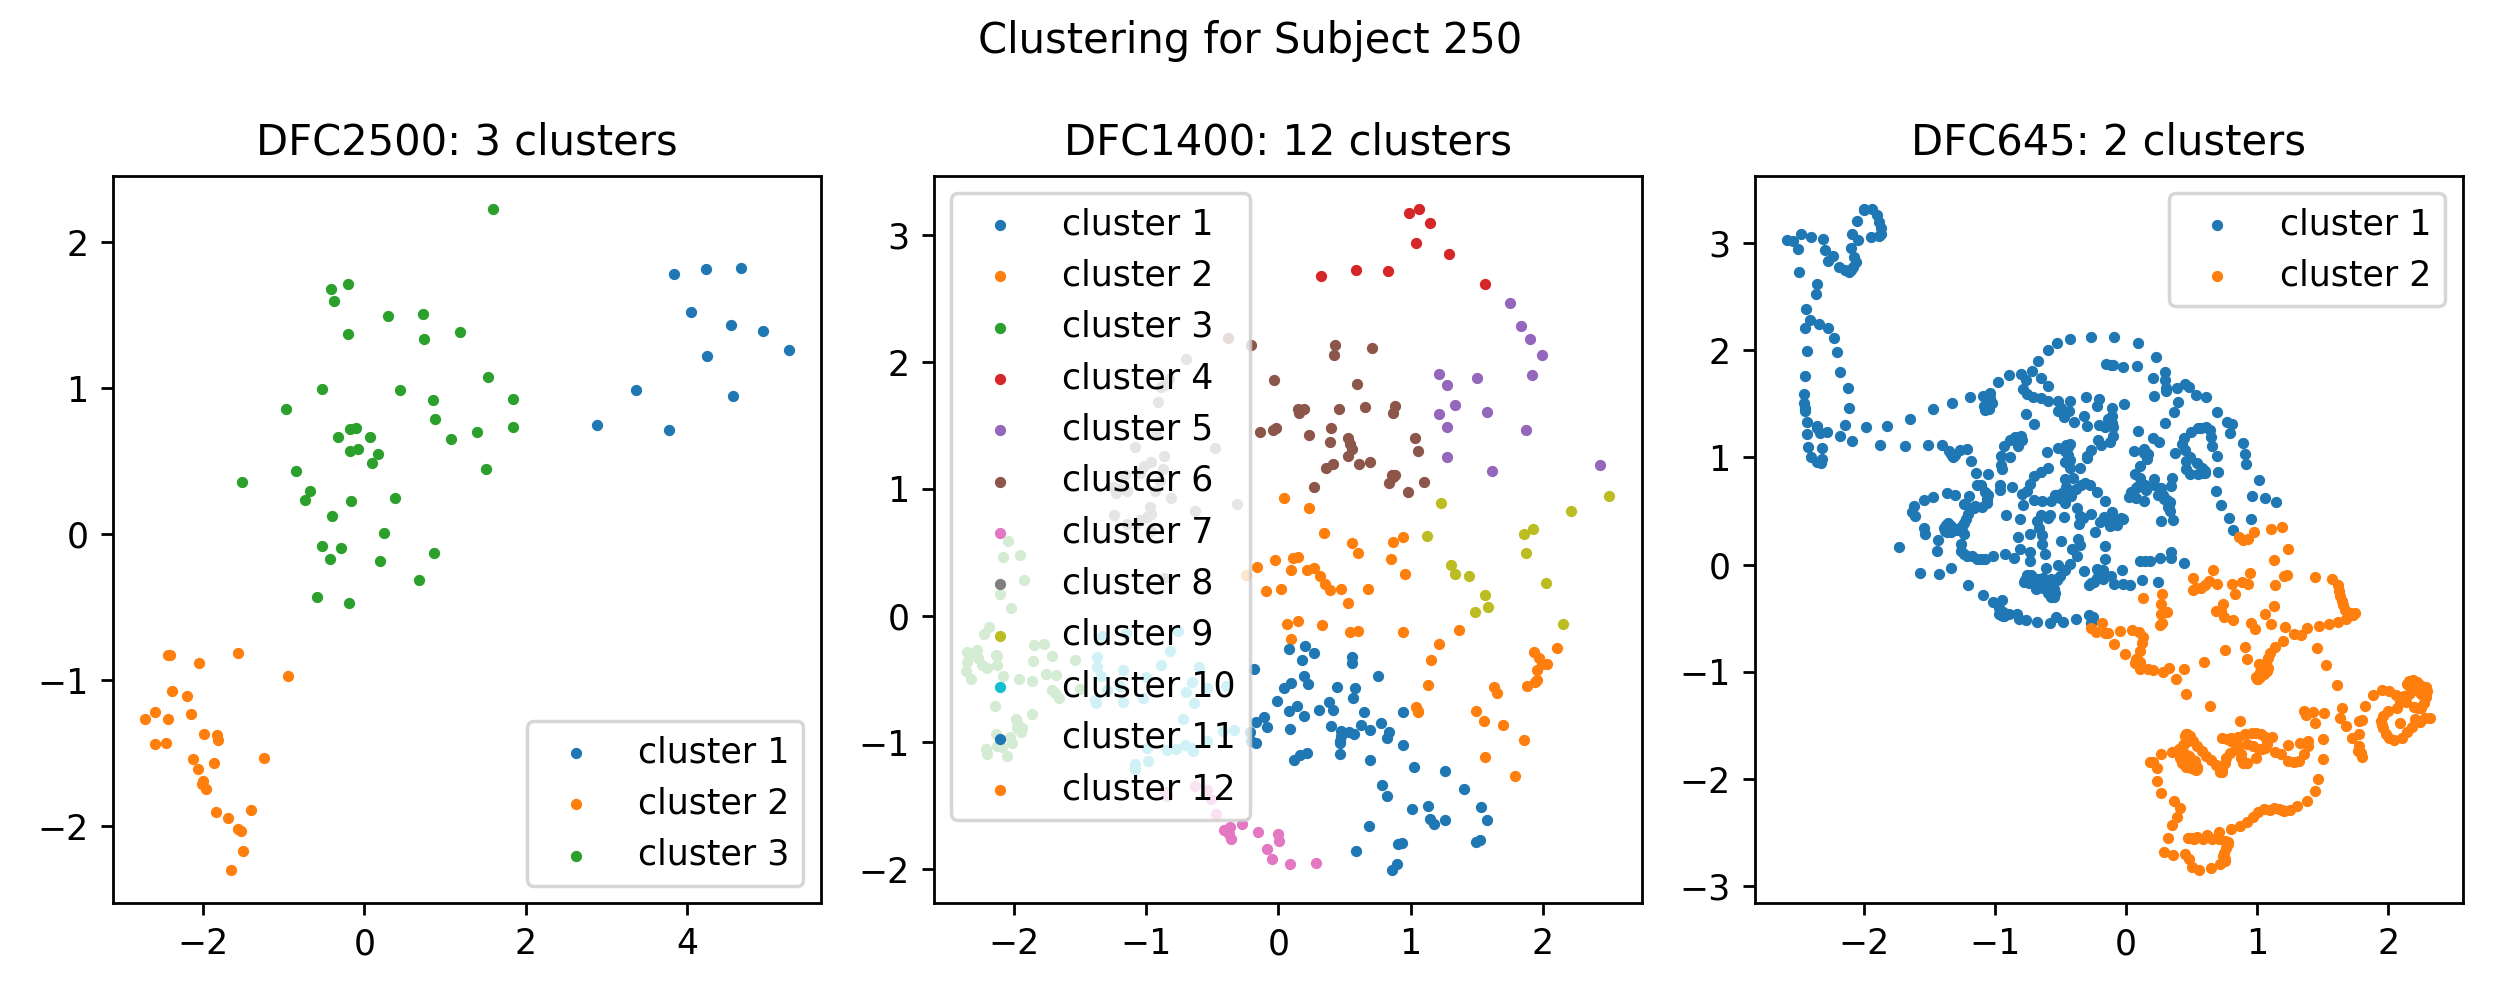 Clustering for Subject 250
DFC2500: 3 clusters
2
1
0
−1
−2
−2
0
2
4
cluster 1
cluster 2
cluster 3
DFC1400: 12 clusters
3
2
1
0
−1
−2
−2
−1
0
1
2
cluster 1
cluster 2
cluster 3
cluster 4
cluster 5
cluster 6
cluster 7
cluster 8
cluster 9
cluster 10
cluster 11
cluster 12
DFC645: 2 clusters
3
2
1
0
−1
−2
−3
−2
−1
0
1
2
cluster 1
cluster 2